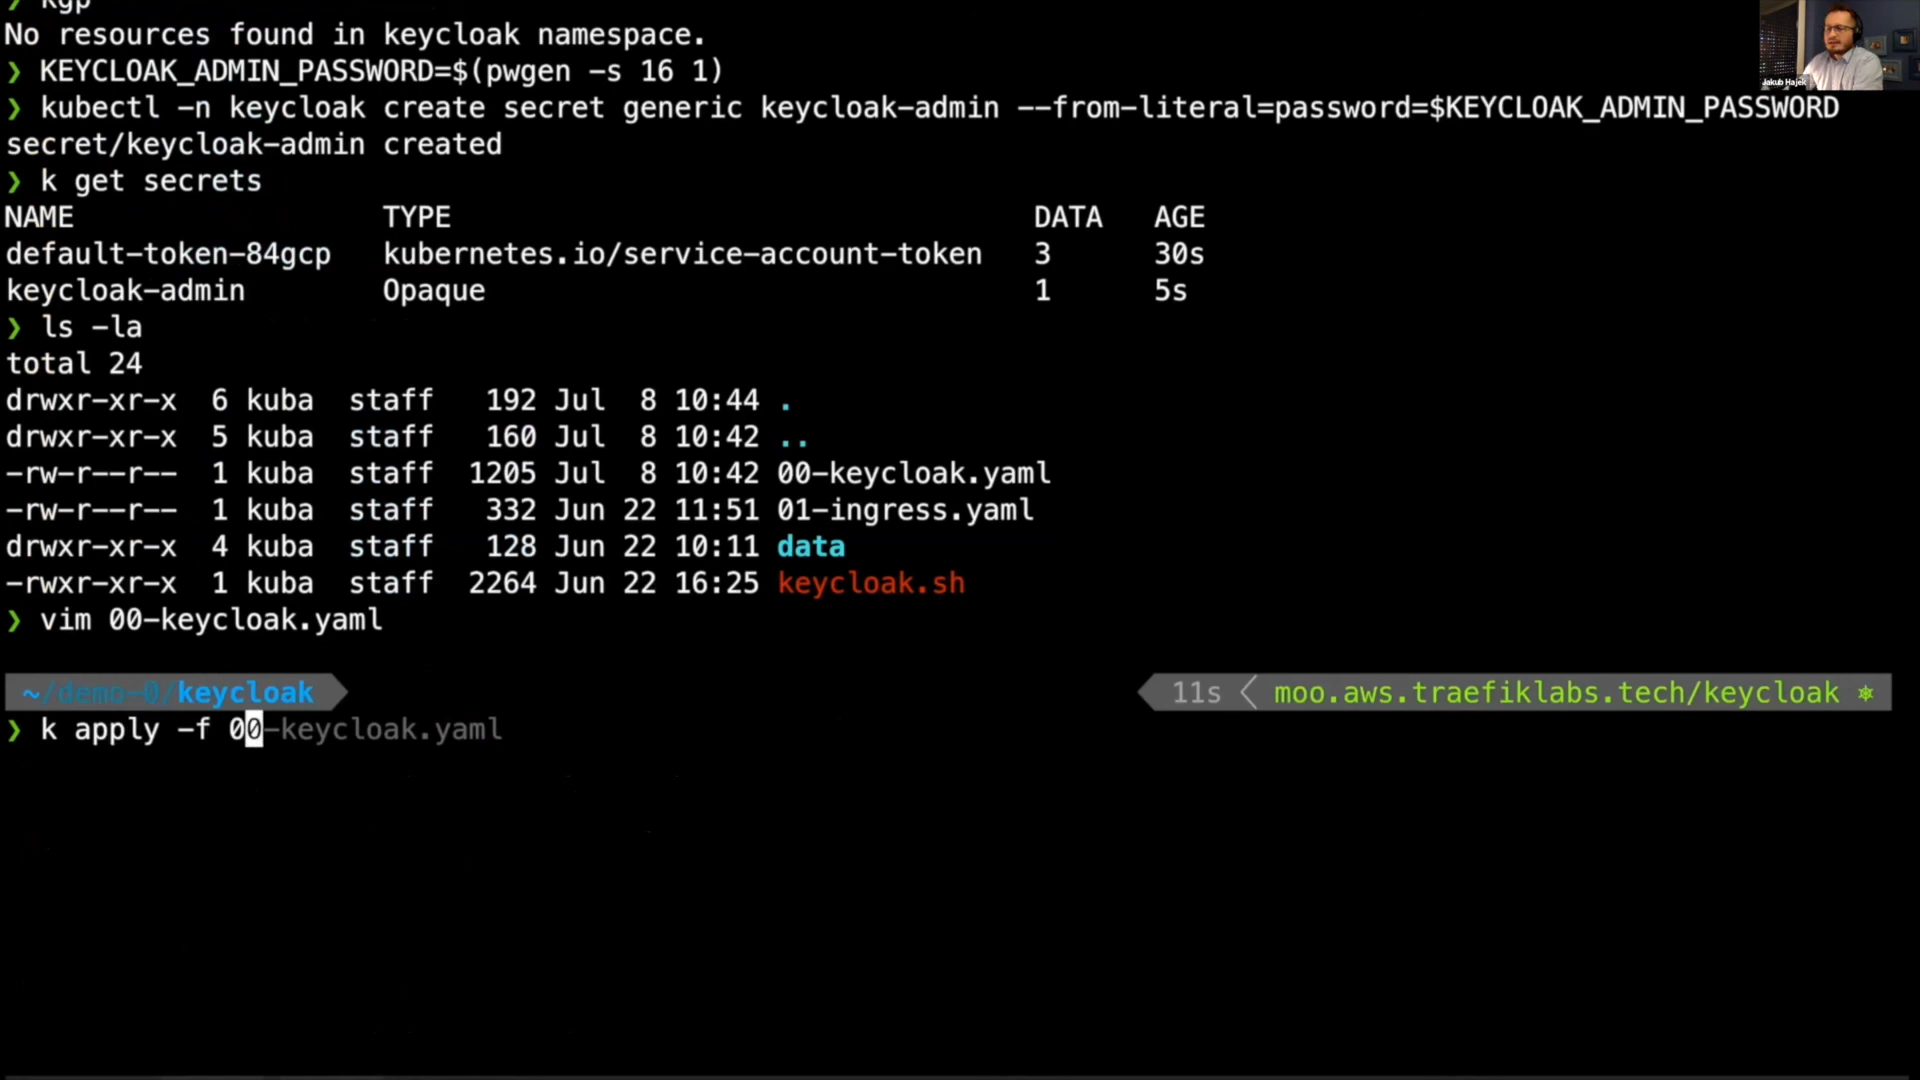 ❯ kgp
No resources found in keycloak namespace.
❯ KEYCLOAK_ADMIN_PASSWORD=$(pwgen -s 16 1)
❯ kubectl -n keycloak create secret generic keycloak-admin --from-literal=password=$KEYCLOAK_ADMIN_PASSWORD
secret/keycloak-admin created
❯ k get secrets
NAME TYPE DATA AGE
default-token-84gcp kubernetes.io/service-account-token 3 30s
keycloak-admin Opaque 1 5s
❯ ls -la
total 24
drwxr-xr-x 6 kuba staff 192 Jul 8 10:44 .
drwxr-xr-x 5 kuba staff 160 Jul 8 10:42 ..
-rw-r--r-- 1 kuba staff 1205 Jul 8 10:42 00-keycloak.yaml
-rw-r--r-- 1 kuba staff 332 Jun 22 11:51 01-ingress.yaml
drwxr-xr-x 4 kuba staff 128 Jun 22 10:11 data
-rwxr-xr-x 1 kuba staff 2264 Jun 22 16:25 keycloak.sh
❯ vim 00-keycloak.yaml
~/demo-0/keycloak 11s moo.aws.traefiklabs.tech/keycloak ⎈
❯ k apply -f 00-keycloak.yaml
Jakub Hajek